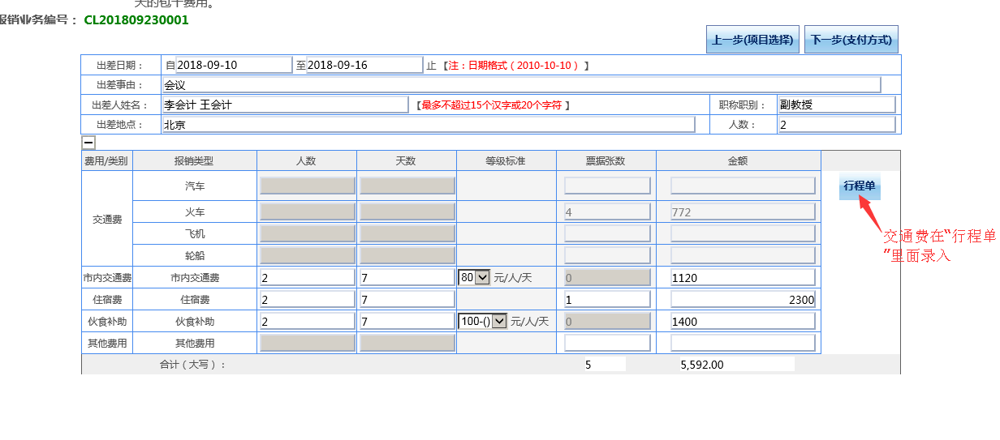 天的包干费用。
报销业务编号： CL201809230001
上一步(项目选择) 下一步(支付方式)
出差日期： 自 2018-09-10 至 2018-09-16 止 【注：日期格式（2010-10-10）】
出差事由： 会议
出差人姓名： 李会计 王会计 【最多不超过15个汉字或20个字符】 职称职别： 副教授
出差地点： 北京 人数： 2
费用/类别 报销类型 人数 天数 等级标准 票据张数 金额
汽车 行程单
交通费 火车 4 772
飞机
轮船
交通费在“行程单
”里面录入
市内交通费 市内交通费 2 7 80 元/人/天 0 1120
住宿费 住宿费 2 7 1 2300
伙食补助 伙食补助 2 7 100-() 元/人/天 0 1400
其他费用 其他费用
合计（大写）： 5 5,592.00